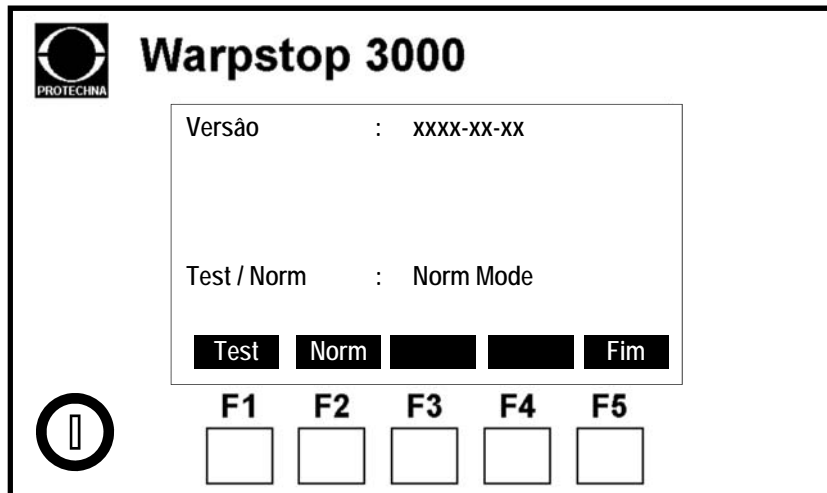 PROTECHNA
Warpstop 3000
Versâo : xxxx-xx-xx
Test / Norm : Norm Mode
Test Norm Fim
F1 F2 F3 F4 F5